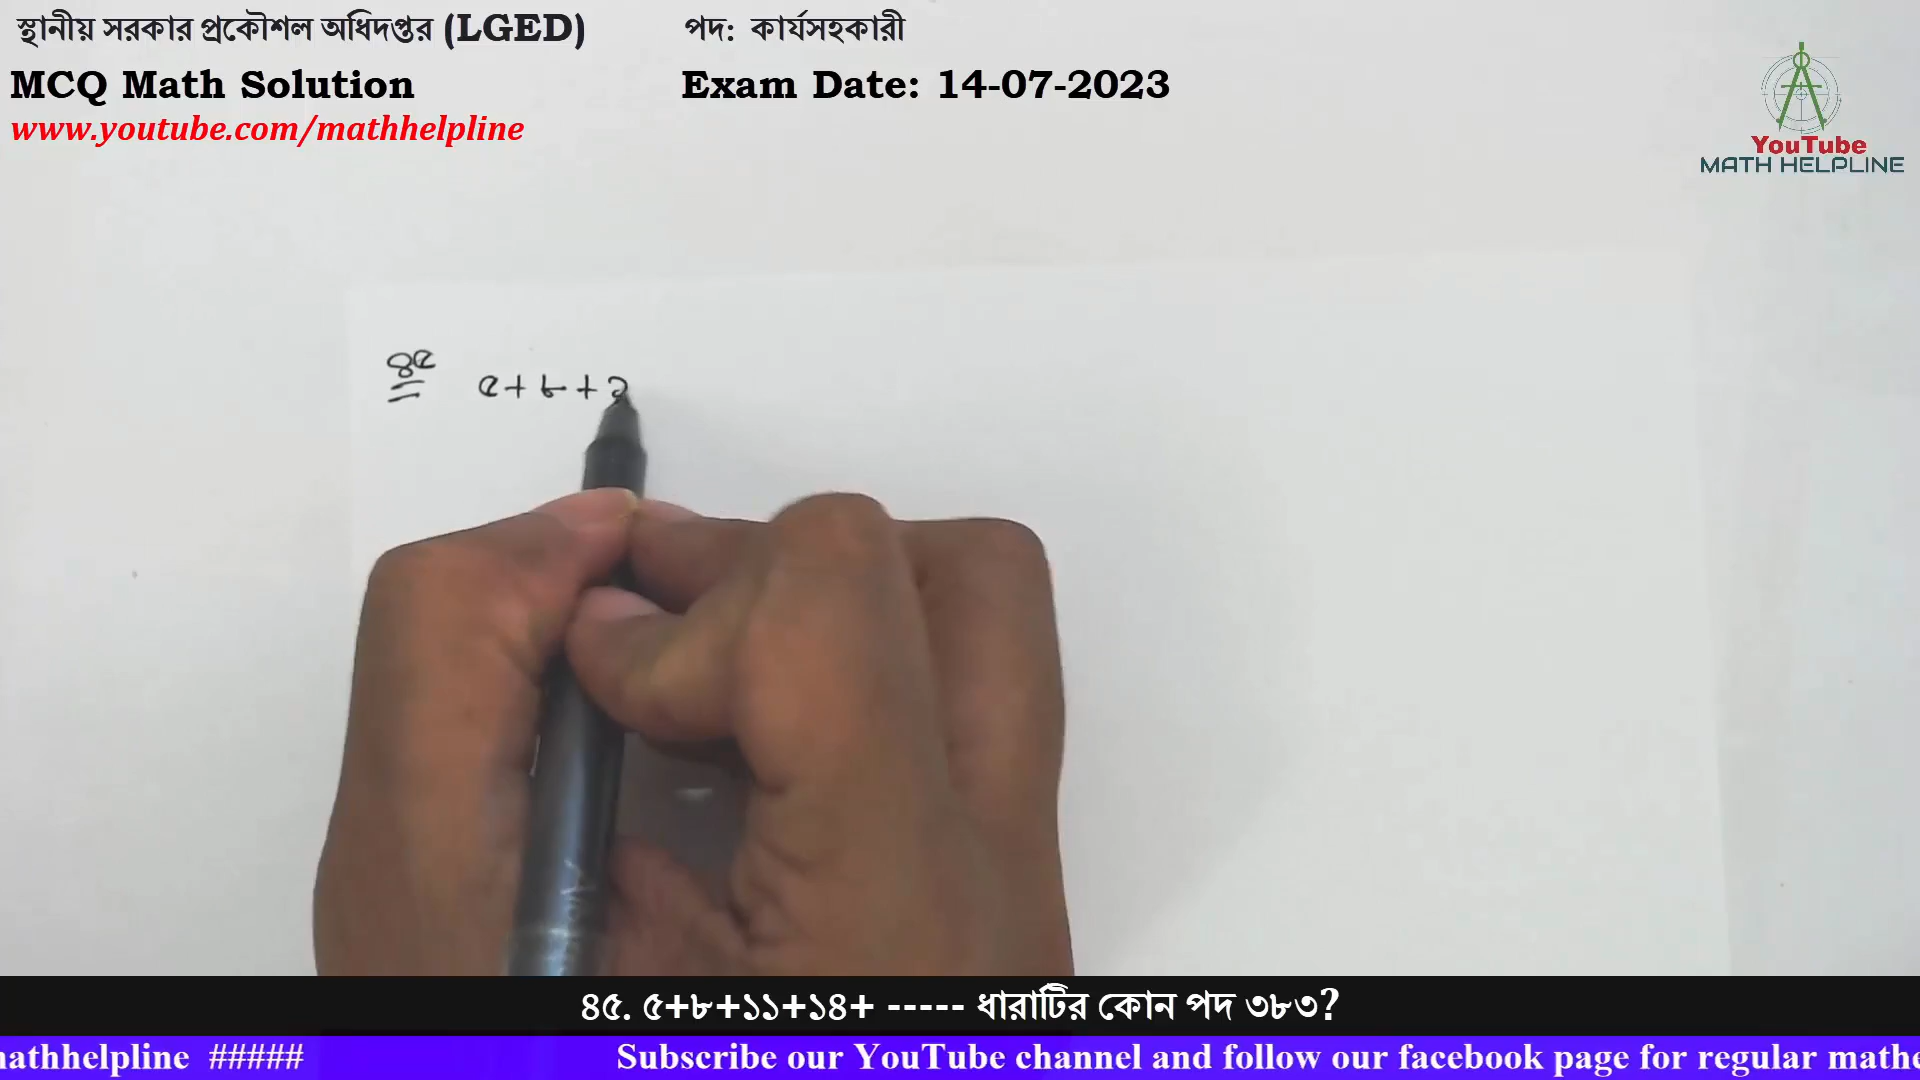 স্থানীয় সরকার প্রকৌশল অধিদপ্তর (LGED) পদ: কার্যসহকারী
MCQ Math Solution Exam Date: 14-07-2023
www.youtube.com/mathhelpline
YouTube
MATH HELPLINE
৪৫ ৫+৮+১
৪৫. ৫+৮+১১+১৪+ ----- ধারাটির কোন পদ ৩৮৩?
mathhelpline ##### Subscribe our YouTube channel and follow our facebook page for regular mathe